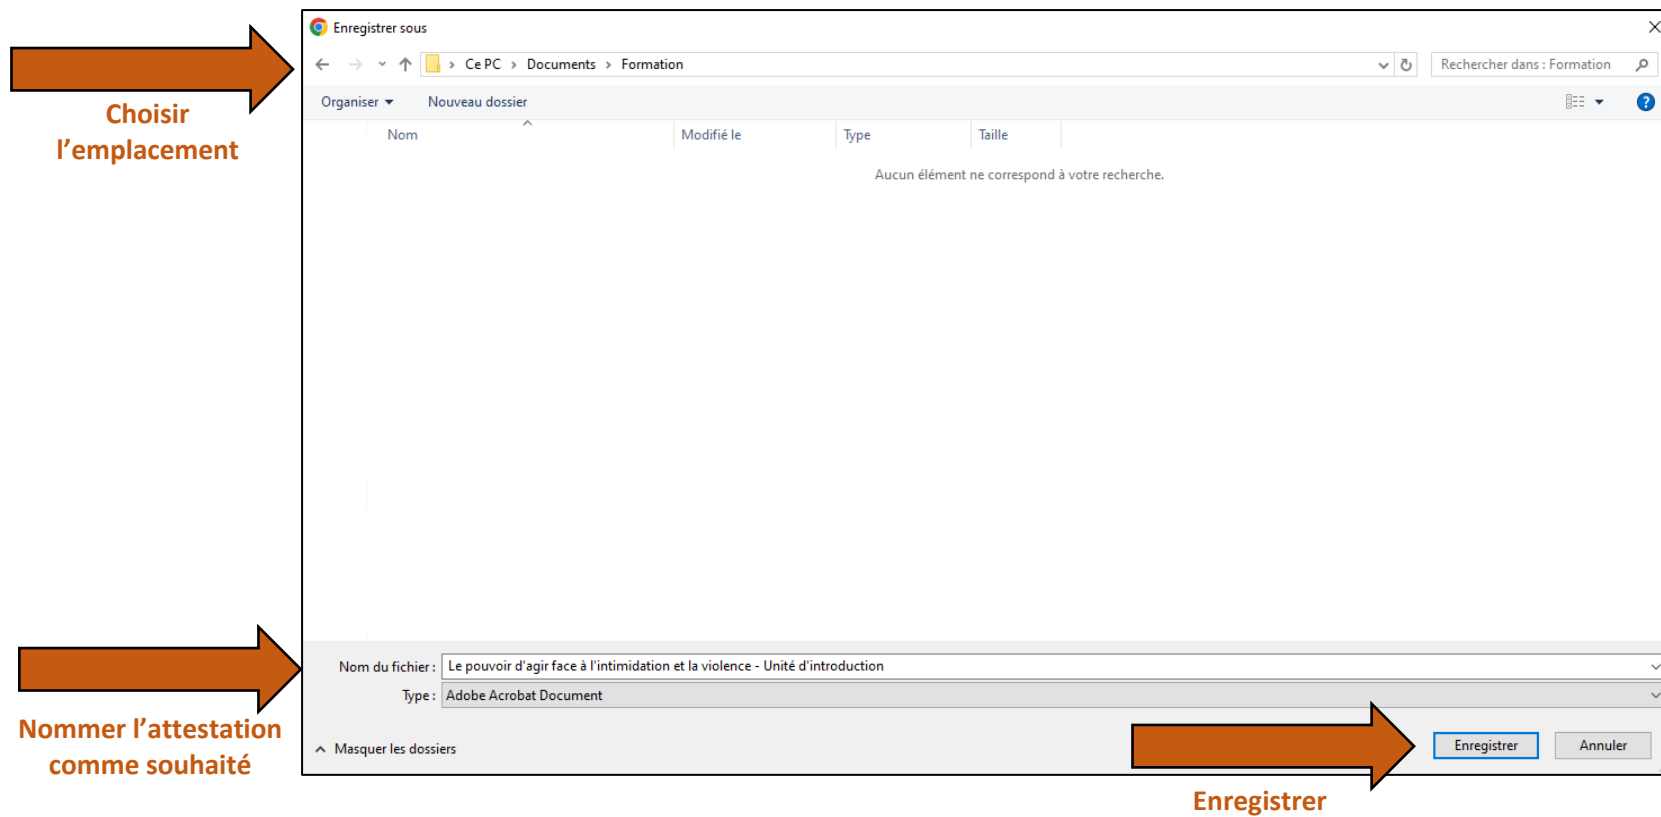 Enregistrer sous
Ce PC > Documents > Formation
Rechercher dans : Formation
Choisir
l’emplacement
Organiser Nouveau dossier
Nom Modifié le Type Taille
Aucun élément ne correspond à votre recherche.
Nom du fichier : Le pouvoir d'agir face à l'intimidation et la violence - Unité d'introduction
Type : Adobe Acrobat Document
Nommer l’attestation
comme souhaité
Masquer les dossiers
Enregistrer Annuler
Enregistrer